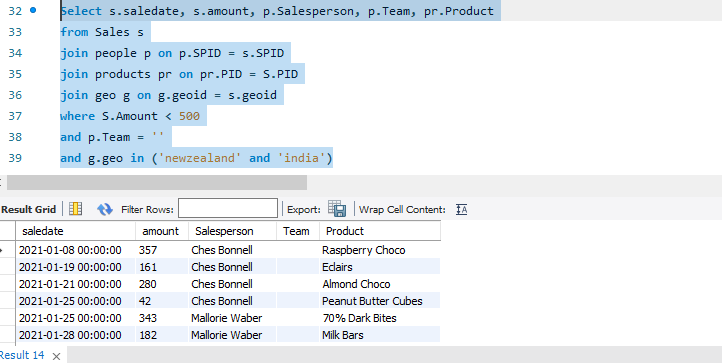 32 Select s.saledate, s.amount, p.Salesperson, p.Team, pr.Product
33 from Sales s
34 join people p on p.SPID = s.SPID
35 join products pr on pr.PID = S.PID
36 join geo g on g.geoid = s.geoid
37 where S.Amount < 500
38 and p.Team = ''
39 and g.geo in ('newzealand' and 'india')
Result Grid Filter Rows: Export: Wrap Cell Content:
saledate amount Salesperson Team Product
2021-01-08 00:00:00 357 Ches Bonnell Raspberry Choco
2021-01-19 00:00:00 161 Ches Bonnell Eclairs
2021-01-21 00:00:00 280 Ches Bonnell Almond Choco
2021-01-25 00:00:00 42 Ches Bonnell Peanut Butter Cubes
2021-01-25 00:00:00 343 Mallorie Waber 70% Dark Bites
2021-01-28 00:00:00 182 Mallorie Waber Milk Bars
Result 14 ×